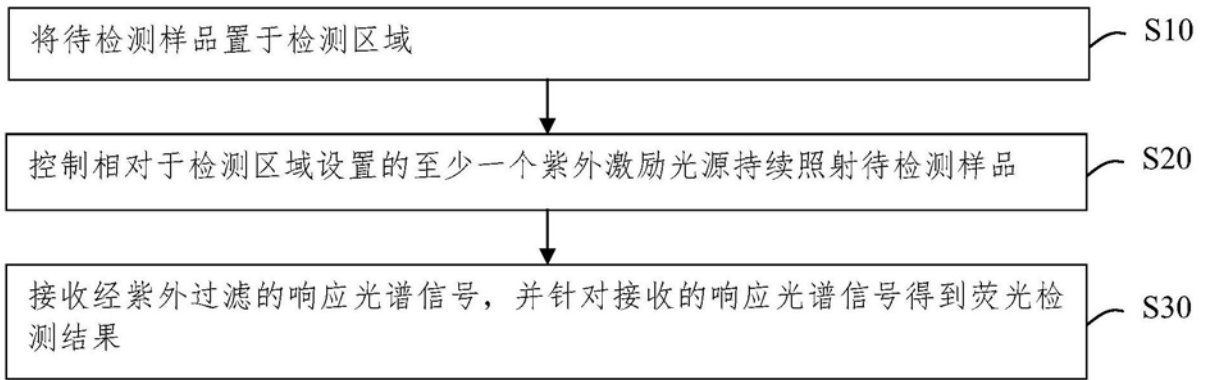 将待检测样品置于检测区域
S10
控制相对于检测区域设置的至少一个紫外激励光源持续照射待检测样品
S20
接收经紫外过滤的响应光谱信号，并针对接收的响应光谱信号得到荧光检
测结果
S30